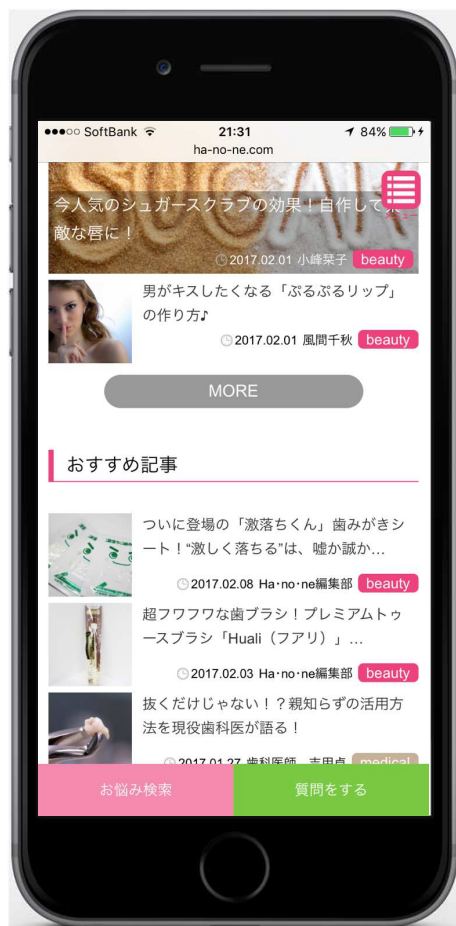 SoftBank 21:31 84%
ha-no-ne.com
SUGAR
今人気のシュガースクラブの効果！自作して素
敵な唇に！
2017.02.01 小峰栞子 beauty
男がキスしたくなる「ぷるぷるリップ」
の作り方♪
2017.02.01 風間千秋 beauty
MORE
おすすめ記事
ついに登場の「激落ちくん」歯みがきシ
ート！“激しく落ちる”は、嘘か誠か…
2017.02.08 Ha・no・ne編集部 beauty
超フワフワな歯ブラシ！プレミアムトゥ
ースブラシ「Huali（フアリ）」…
2017.02.03 Ha・no・ne編集部 beauty
抜くだけじゃない！？親知らずの活用方
法を現役歯科医が語る！
2017.01.27 歯科医師 medical
お悩み検索
質問をする